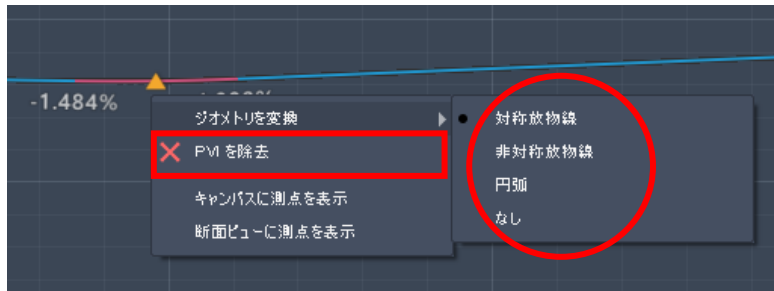 -1.484%
ジオメトリを変換
PVI を除去
キャンバスに測点を表示
断面ビューに測点を表示
対称放物線
非対称放物線
円弧
なし